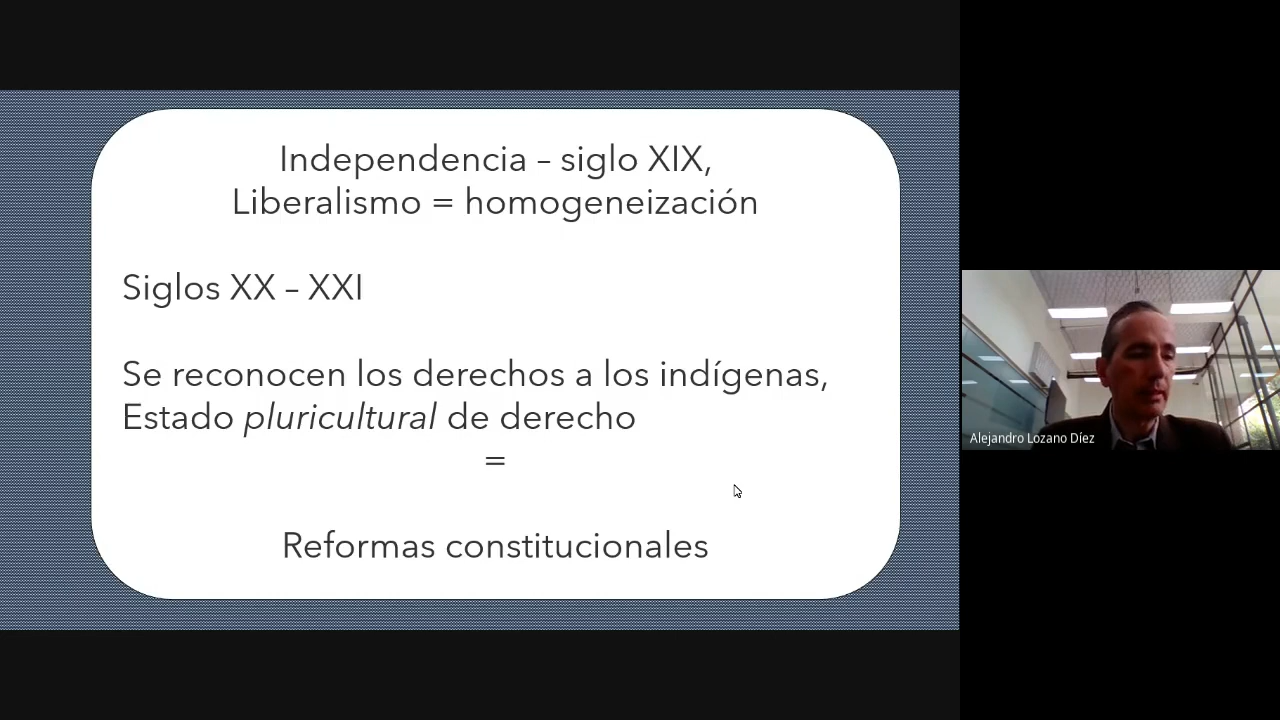 Independencia – siglo XIX,
Liberalismo = homogeneización
Siglos XX – XXI
Se reconocen los derechos a los indígenas,
Estado pluricultural de derecho
=
Reformas constitucionales
Alejandro Lozano Díez